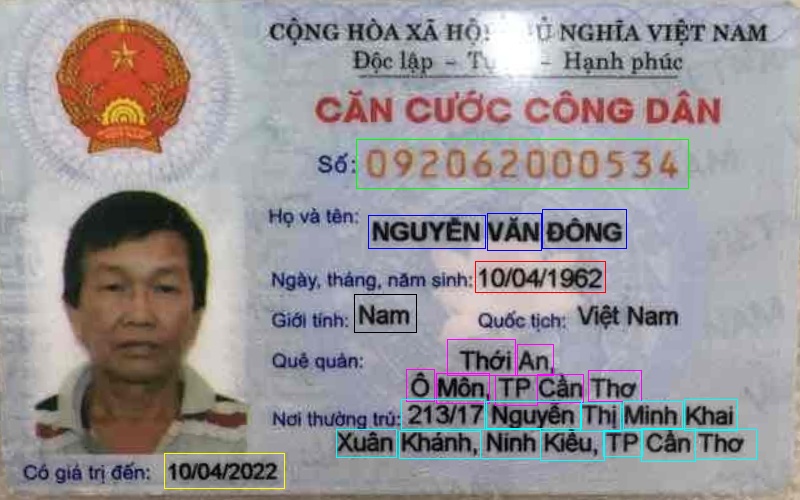 CỘNG HÒA XÃ HỘI CHỦ NGHĨA VIỆT NAM
Độc lập - Tự - Hạnh phúc
CĂN CƯỚC CÔNG DÂN
Số: 092062000534
Họ và tên: NGUYỄN VĂN ĐÔNG
Ngày, tháng, năm sinh: 10/04/1962
Giới tính: Nam Quốc tịch: Việt Nam
Quê quán: Thới An,
Ô Môn, TP Cần Thơ
Nơi thường trú: 213/17 Nguyễn Thị Minh Khai
Xuân Khánh, Ninh Kiều, TP Cần Thơ
Có giá trị đến: 10/04/2022